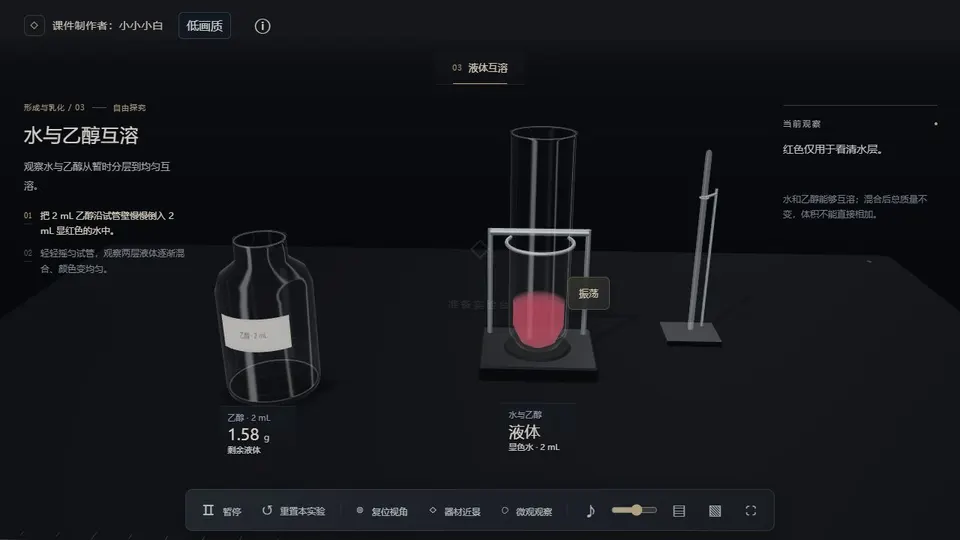 课件制作者：小小小白
低画质
03 液体互溶
形成与乳化 / 03 —— 自由探究
水与乙醇互溶
观察水与乙醇从暂时分层到均匀互
溶。
01 把 2 mL 乙醇沿试管壁慢慢倒入 2
mL 显红色的水中。
02 轻轻摇匀试管，观察两层液体逐渐混
合、颜色变均匀。
当前观察
红色仅用于看清水层。
水和乙醇能够互溶；混合后总质量不
变，体积不能直接相加。
振荡
乙醇 · 2 mL
乙醇 · 2 mL
1.58 g
剩余液体
水与乙醇
液体
显色水 · 2 mL
暂停
重置本实验
复位视角
器材近景
微观观察